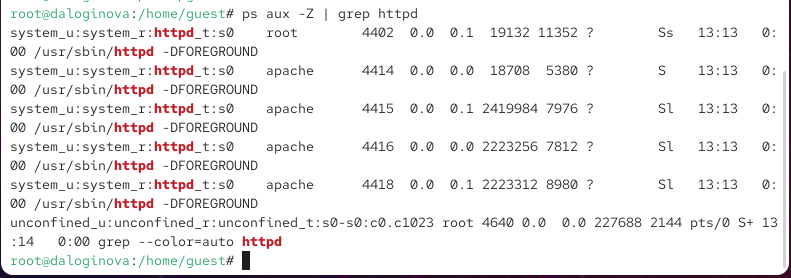 root@daloginova:/home/guest# ps aux -Z | grep httpd
system_u:system_r:httpd_t:s0    root        4402  0.0  0.1  19132 11352 ?        Ss   13:13   0:
00 /usr/sbin/httpd -DFOREGROUND
system_u:system_r:httpd_t:s0    apache      4414  0.0  0.0  18708  5380 ?        S    13:13   0:
00 /usr/sbin/httpd -DFOREGROUND
system_u:system_r:httpd_t:s0    apache      4415  0.0  0.1 2419984 7976 ?        Sl   13:13   0:
00 /usr/sbin/httpd -DFOREGROUND
system_u:system_r:httpd_t:s0    apache      4416  0.0  0.0 2223256 7812 ?        Sl   13:13   0:
00 /usr/sbin/httpd -DFOREGROUND
system_u:system_r:httpd_t:s0    apache      4418  0.0  0.1 2223312 8980 ?        Sl   13:13   0:
00 /usr/sbin/httpd -DFOREGROUND
unconfined_u:unconfined_r:unconfined_t:s0-s0:c0.c1023 root 4640 0.0  0.0 227688 2144 pts/0 S+ 13
:14   0:00 grep --color=auto httpd
root@daloginova:/home/guest#